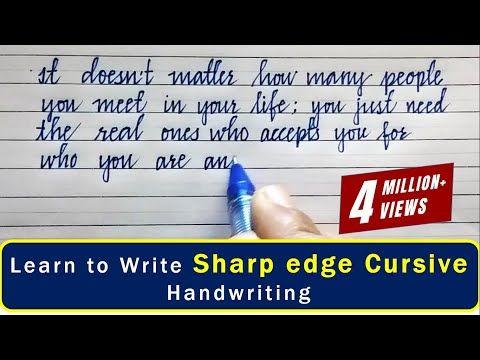 It doesn't matter how many people
you meet in your life; you just need
the real ones who accepts you for
who you are an
4 MILLION+
VIEWS
Learn to Write Sharp edge Cursive
Handwriting